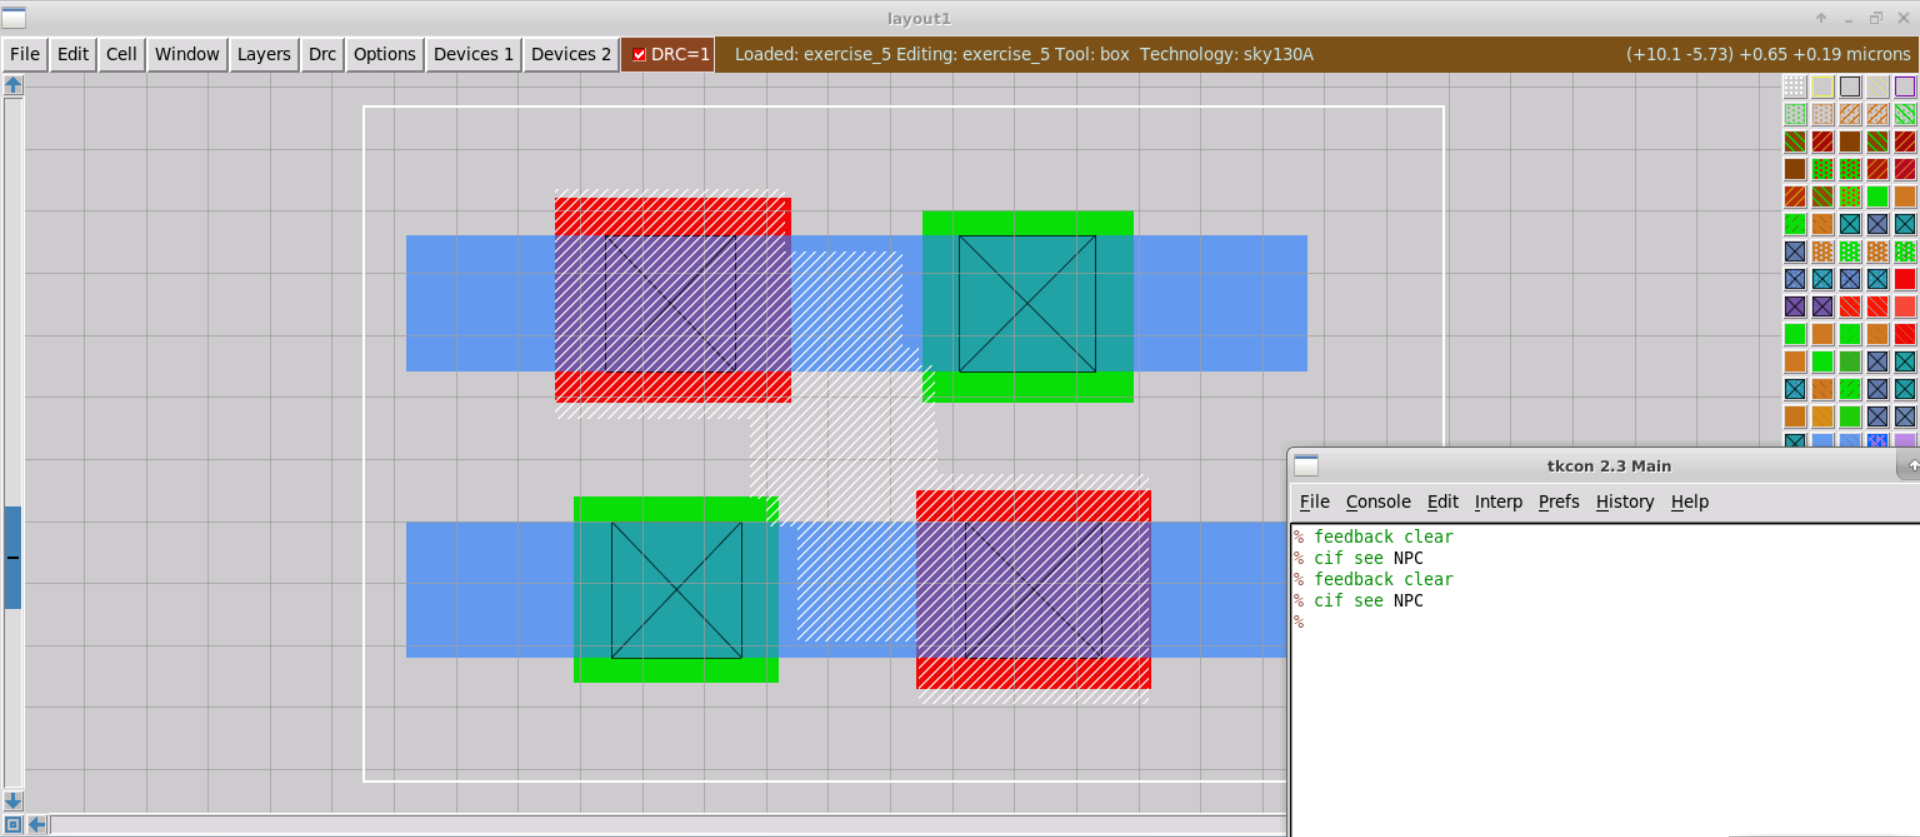 layout1
File Edit Cell Window Layers Drc Options Devices 1 Devices 2 DRC=1 Loaded: exercise_5 Editing: exercise_5 Tool: box Technology: sky130A (+10.1 -5.73) +0.65 +0.19 microns
tkcon 2.3 Main
File Console Edit Interp Prefs History Help
% feedback clear
% cif see NPC
% feedback clear
% cif see NPC
%